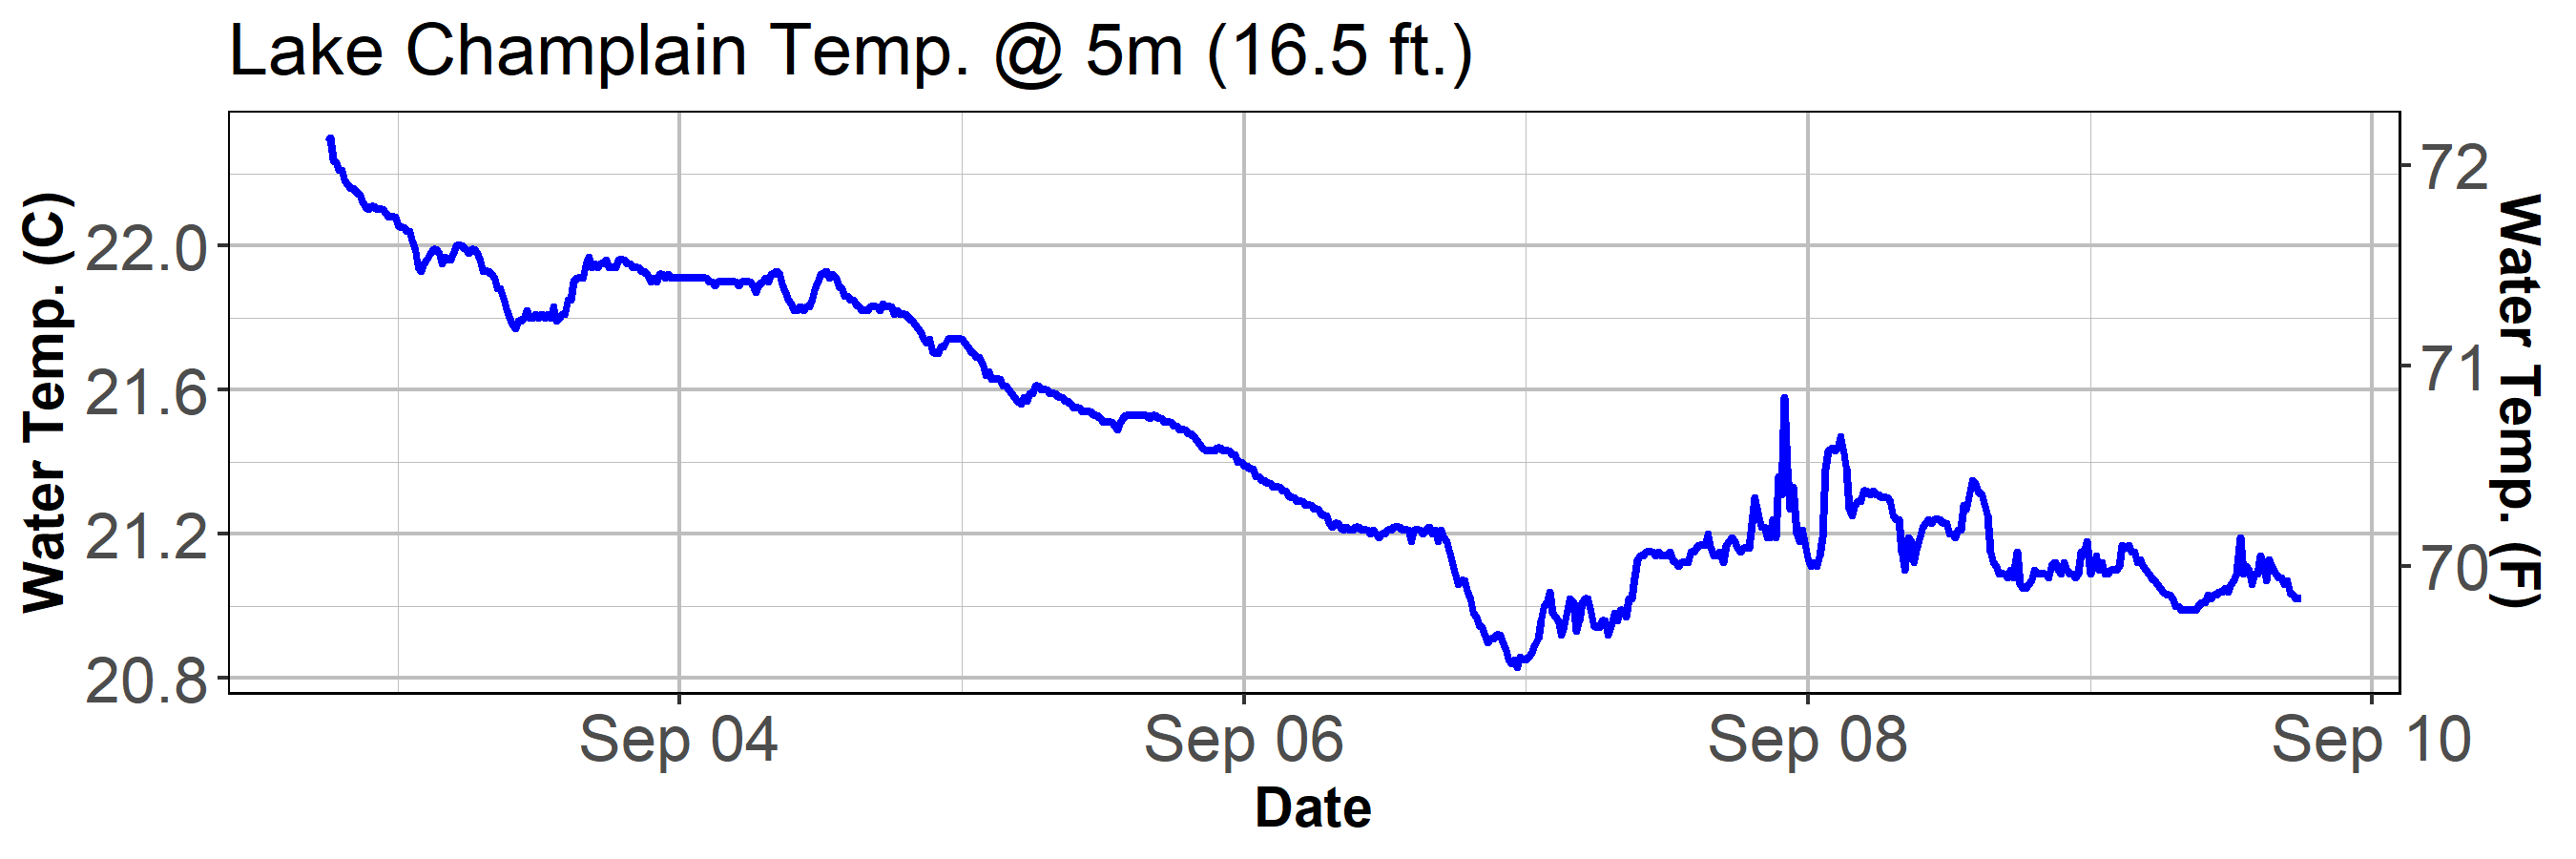 Lake Champlain Temp. @ 5m (16.5 ft.)
Water Temp. (C)
22.0
21.6
21.2
20.8
72
71
70
Water Temp. (F)
Sep 04 Sep 06 Sep 08 Sep 10
Date